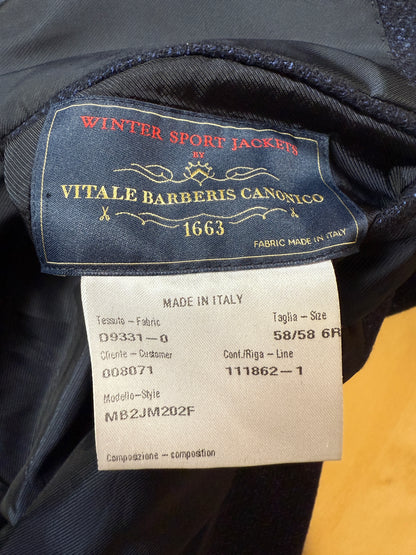 WINTER SPORT JACKETS
BY
VITALE BARBERIS CANONICO
1663
FABRIC MADE IN ITALY
MADE IN ITALY
Tessuto - Fabric Taglia - Size
D9331-0 58/58 6R
Cliente - Customer Conf./Riga - Line
008071 111862-1
Modello-Style
MB2JM202F
Composizione - composition